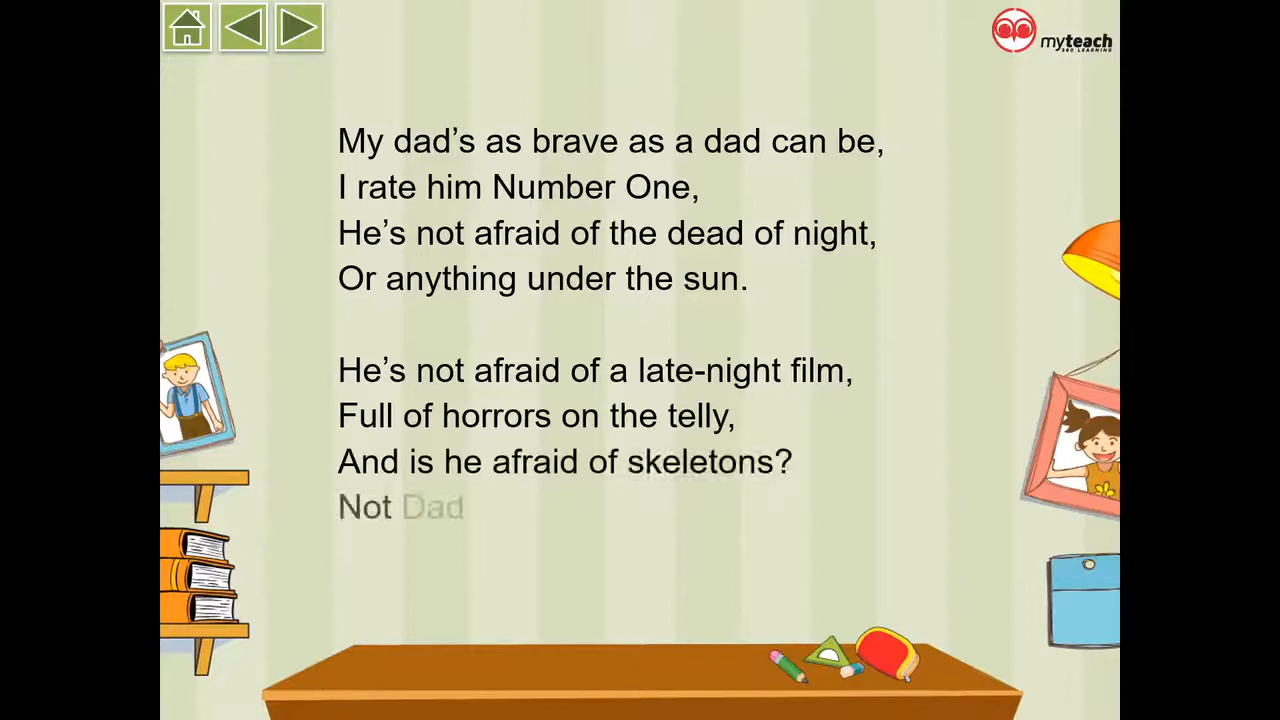 myteach
360 LEARNING
My dad’s as brave as a dad can be,
I rate him Number One,
He’s not afraid of the dead of night,
Or anything under the sun.
He’s not afraid of a late-night film,
Full of horrors on the telly,
And is he afraid of skeletons?
Not Dad